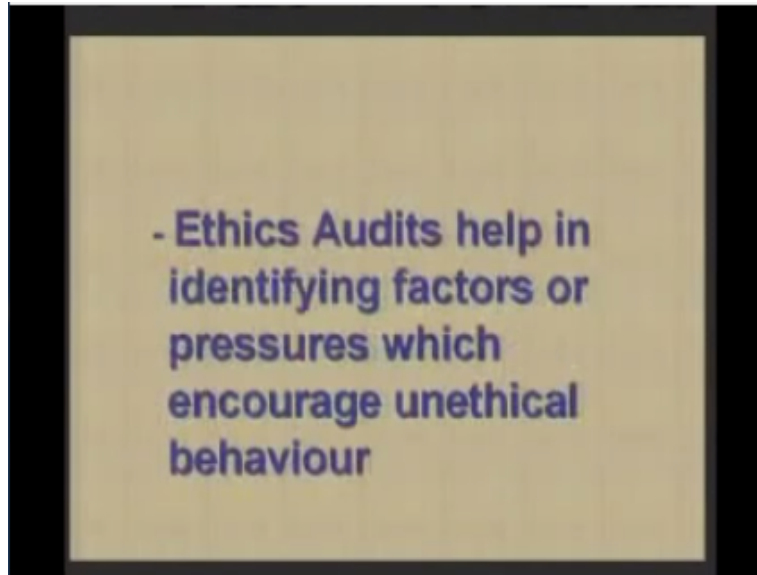 - Ethics Audits help in
identifying factors or
pressures which
encourage unethical
behaviour